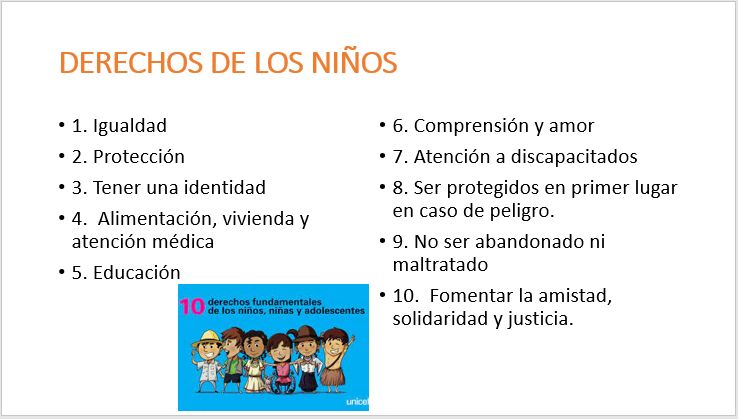 DERECHOS DE LOS NIÑOS
• 1. Igualdad
• 2. Protección
• 3. Tener una identidad
• 4.  Alimentación, vivienda y
atención médica
• 5. Educación
• 6. Comprensión y amor
• 7. Atención a discapacitados
• 8. Ser protegidos en primer lugar
en caso de peligro.
• 9. No ser abandonado ni
maltratado
• 10.  Fomentar la amistad,
solidaridad y justicia.
10 derechos fundamentales
de los niños, niñas y adolescentes
unicef